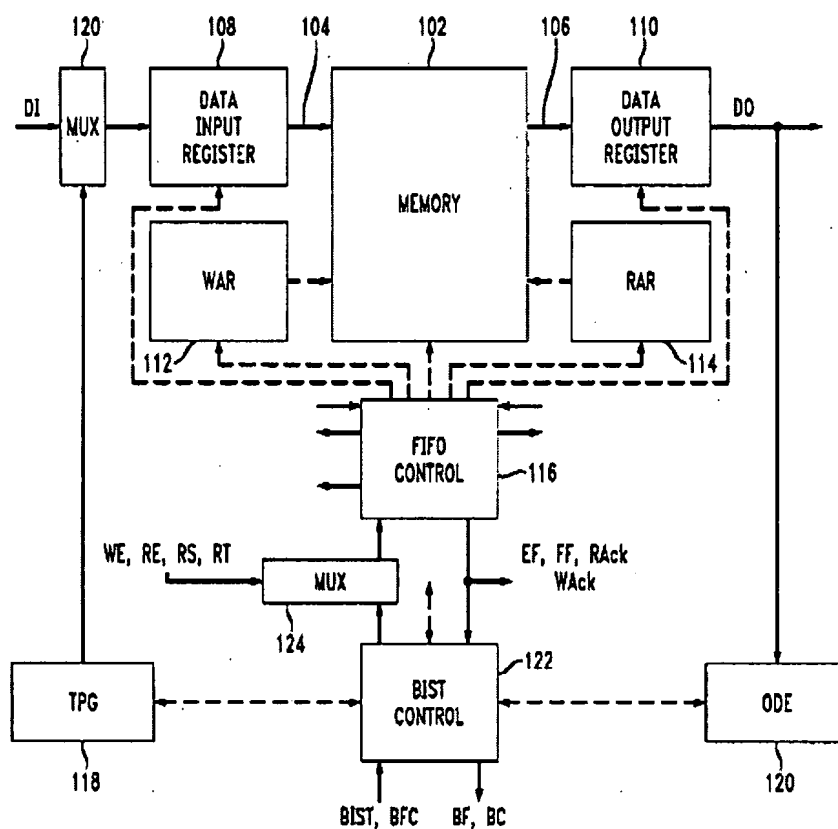 120
108
104
102
106
110
DI
MUX
DATA
INPUT
REGISTER
MEMORY
DATA
OUTPUT
REGISTER
DO
WAR
RAR
112
114
FIFO
CONTROL
116
WE, RE, RS, RT
MUX
124
EF, FF, RAck
WAck
122
TPG
BIST
CONTROL
ODE
118
120
BIST, BFC
BF, BC